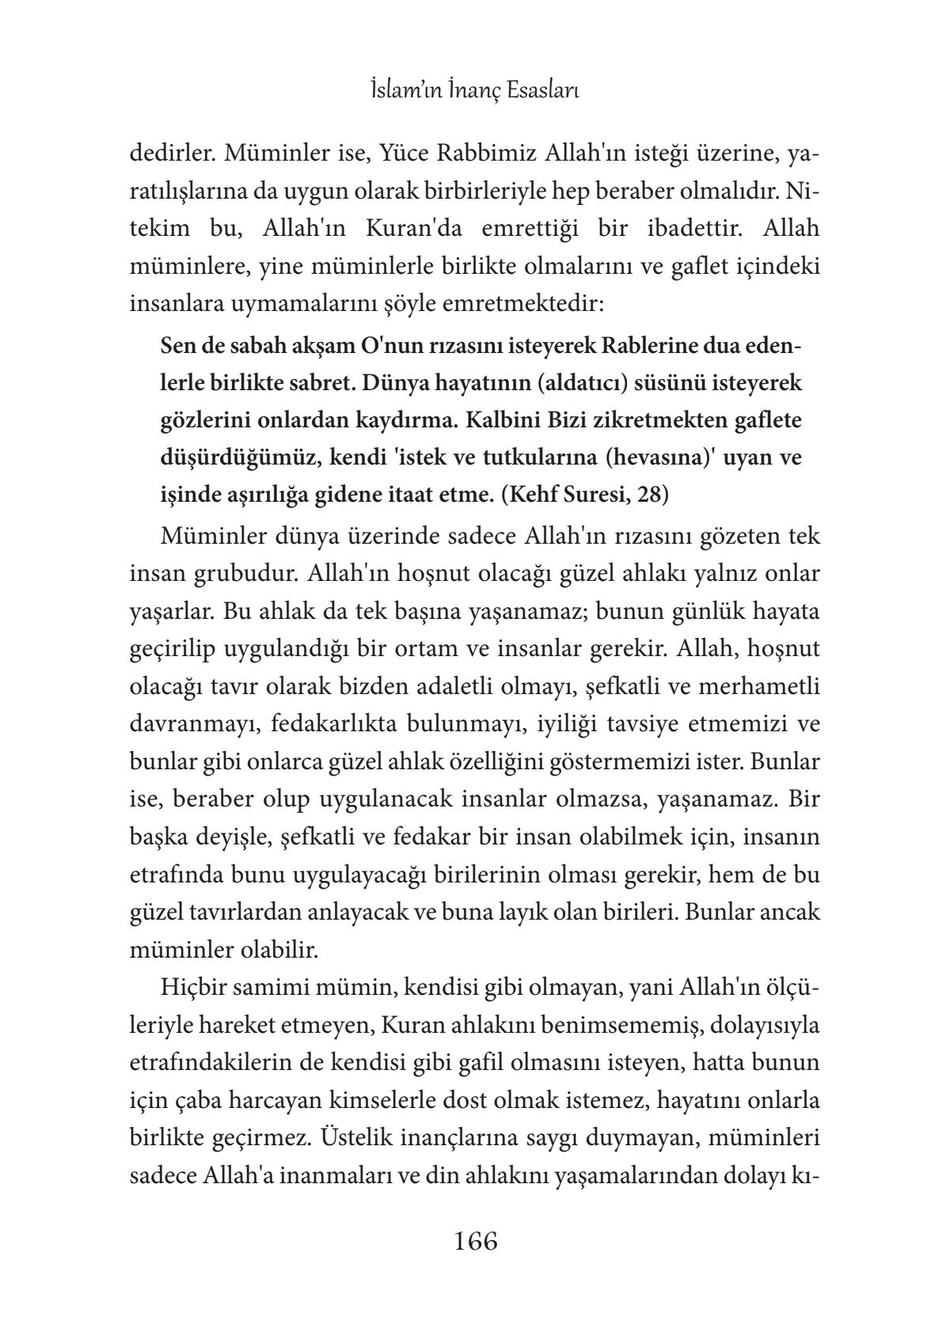 İslam'ın İnanç Esasları
dedirler. Müminler ise, Yüce Rabbimiz Allah'ın isteği üzerine, ya-
ratılışlarına da uygun olarak birbirleriyle hep beraber olmalıdır. Ni-
tekim bu, Allah'ın Kuran'da emrettiği bir ibadettir. Allah
müminlere, yine müminlerle birlikte olmalarını ve gaflet içindeki
insanlara uymamalarını şöyle emretmektedir:
Sen de sabah akşam O'nun rızasını isteyerek Rablerine dua eden-
lerle birlikte sabret. Dünya hayatının (aldatıcı) süsünü isteyerek
gözlerini onlardan kaydırma. Kalbini Bizi zikretmekten gaflete
düşürdüğümüz, kendi 'istek ve tutkularına (hevasına)' uyan ve
işinde aşırılığa gidene itaat etme. (Kehf Suresi, 28)
Müminler dünya üzerinde sadece Allah'ın rızasını gözeten tek
insan grubudur. Allah'ın hoşnut olacağı güzel ahlakı yalnız onlar
yaşarlar. Bu ahlak da tek başına yaşanamaz; bunun günlük hayata
geçirilip uygulandığı bir ortam ve insanlar gerekir. Allah, hoşnut
olacağı tavır olarak bizden adaletli olmayı, şefkatli ve merhametli
davranmayı, fedakarlıkta bulunmayı, iyiliği tavsiye etmemizi ve
bunlar gibi onlarca güzel ahlak özelliğini göstermemizi ister. Bunlar
ise, beraber olup uygulanacak insanlar olmazsa, yaşanamaz. Bir
başka deyişle, şefkatli ve fedakar bir insan olabilmek için, insanın
etrafında bunu uygulayacağı birilerinin olması gerekir, hem de bu
güzel tavırlardan anlayacak ve buna layık olan birileri. Bunlar ancak
müminler olabilir.
Hiçbir samimi mümin, kendisi gibi olmayan, yani Allah'ın ölçü-
leriyle hareket etmeyen, Kuran ahlakını benimsememiş, dolayısıyla
etrafındakilerin de kendisi gibi gafil olmasını isteyen, hatta bunun
için çaba harcayan kimselerle dost olmak istemez, hayatını onlarla
birlikte geçirmez. Üstelik inançlarına saygı duymayan, müminleri
sadece Allah'a inanmaları ve din ahlakını yaşamalarından dolayı kı-
166